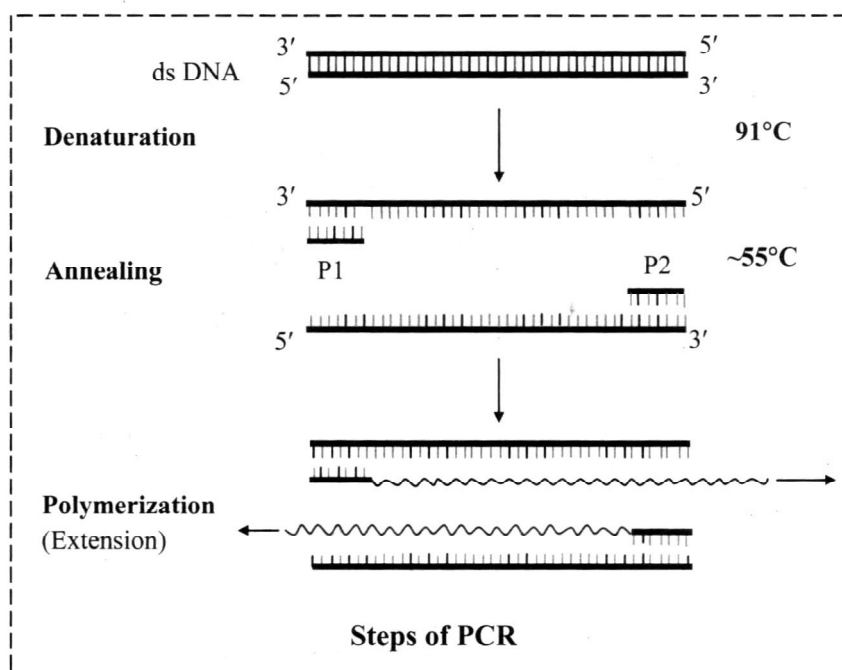 3′ 5′
ds DNA
5′ 3′
Denaturation 91°C
3′ 5′
Annealing P1 P2 ~55°C
5′ 3′
Polymerization
(Extension)
Steps of PCR